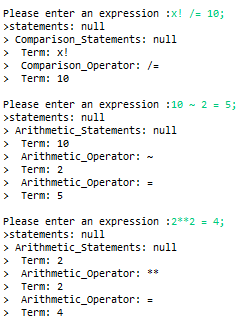 Please enter an expression :x! /= 10;
>statements: null
> Comparison_Statements: null
>  Term: x!
>  Comparison_Operator: /=
>  Term: 10
Please enter an expression :10 ~ 2 = 5;
>statements: null
> Arithmetic_Statements: null
>  Term: 10
>  Arithmetic_Operator: ~
>  Term: 2
>  Arithmetic_Operator: =
>  Term: 5
Please enter an expression :2**2 = 4;
>statements: null
> Arithmetic_Statements: null
>  Term: 2
>  Arithmetic_Operator: **
>  Term: 2
>  Arithmetic_Operator: =
>  Term: 4